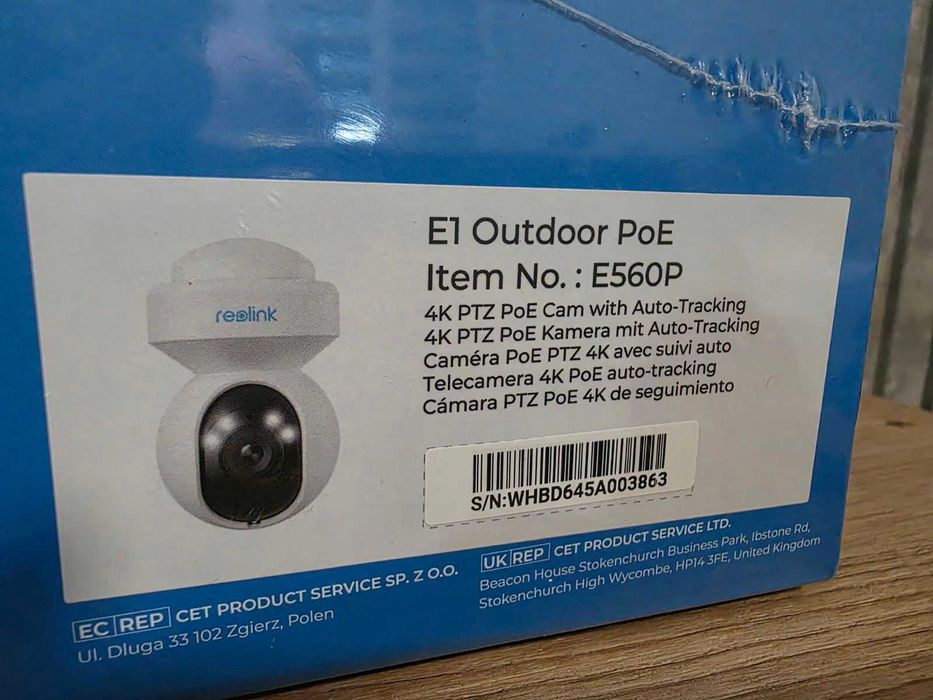 reolink
E1 Outdoor PoE
Item No. : E560P
4K PTZ PoE Cam with Auto-Tracking
4K PTZ PoE Kamera mit Auto-Tracking
Caméra PoE PTZ 4K avec suivi auto
Telecamera 4K PoE auto-tracking
Cámara PTZ PoE 4K de seguimiento
S/N:WHBD645A003863
EC REP CET PRODUCT SERVICE SP. Z O.O.
Ul. Dluga 33 102 Zgierz, Polen
UK REP CET PRODUCT SERVICE LTD.
Beacon House Stokenchurch Business Park, Ibstone Rd,
Stokenchurch High Wycombe, HP14 3FE, United Kingdom